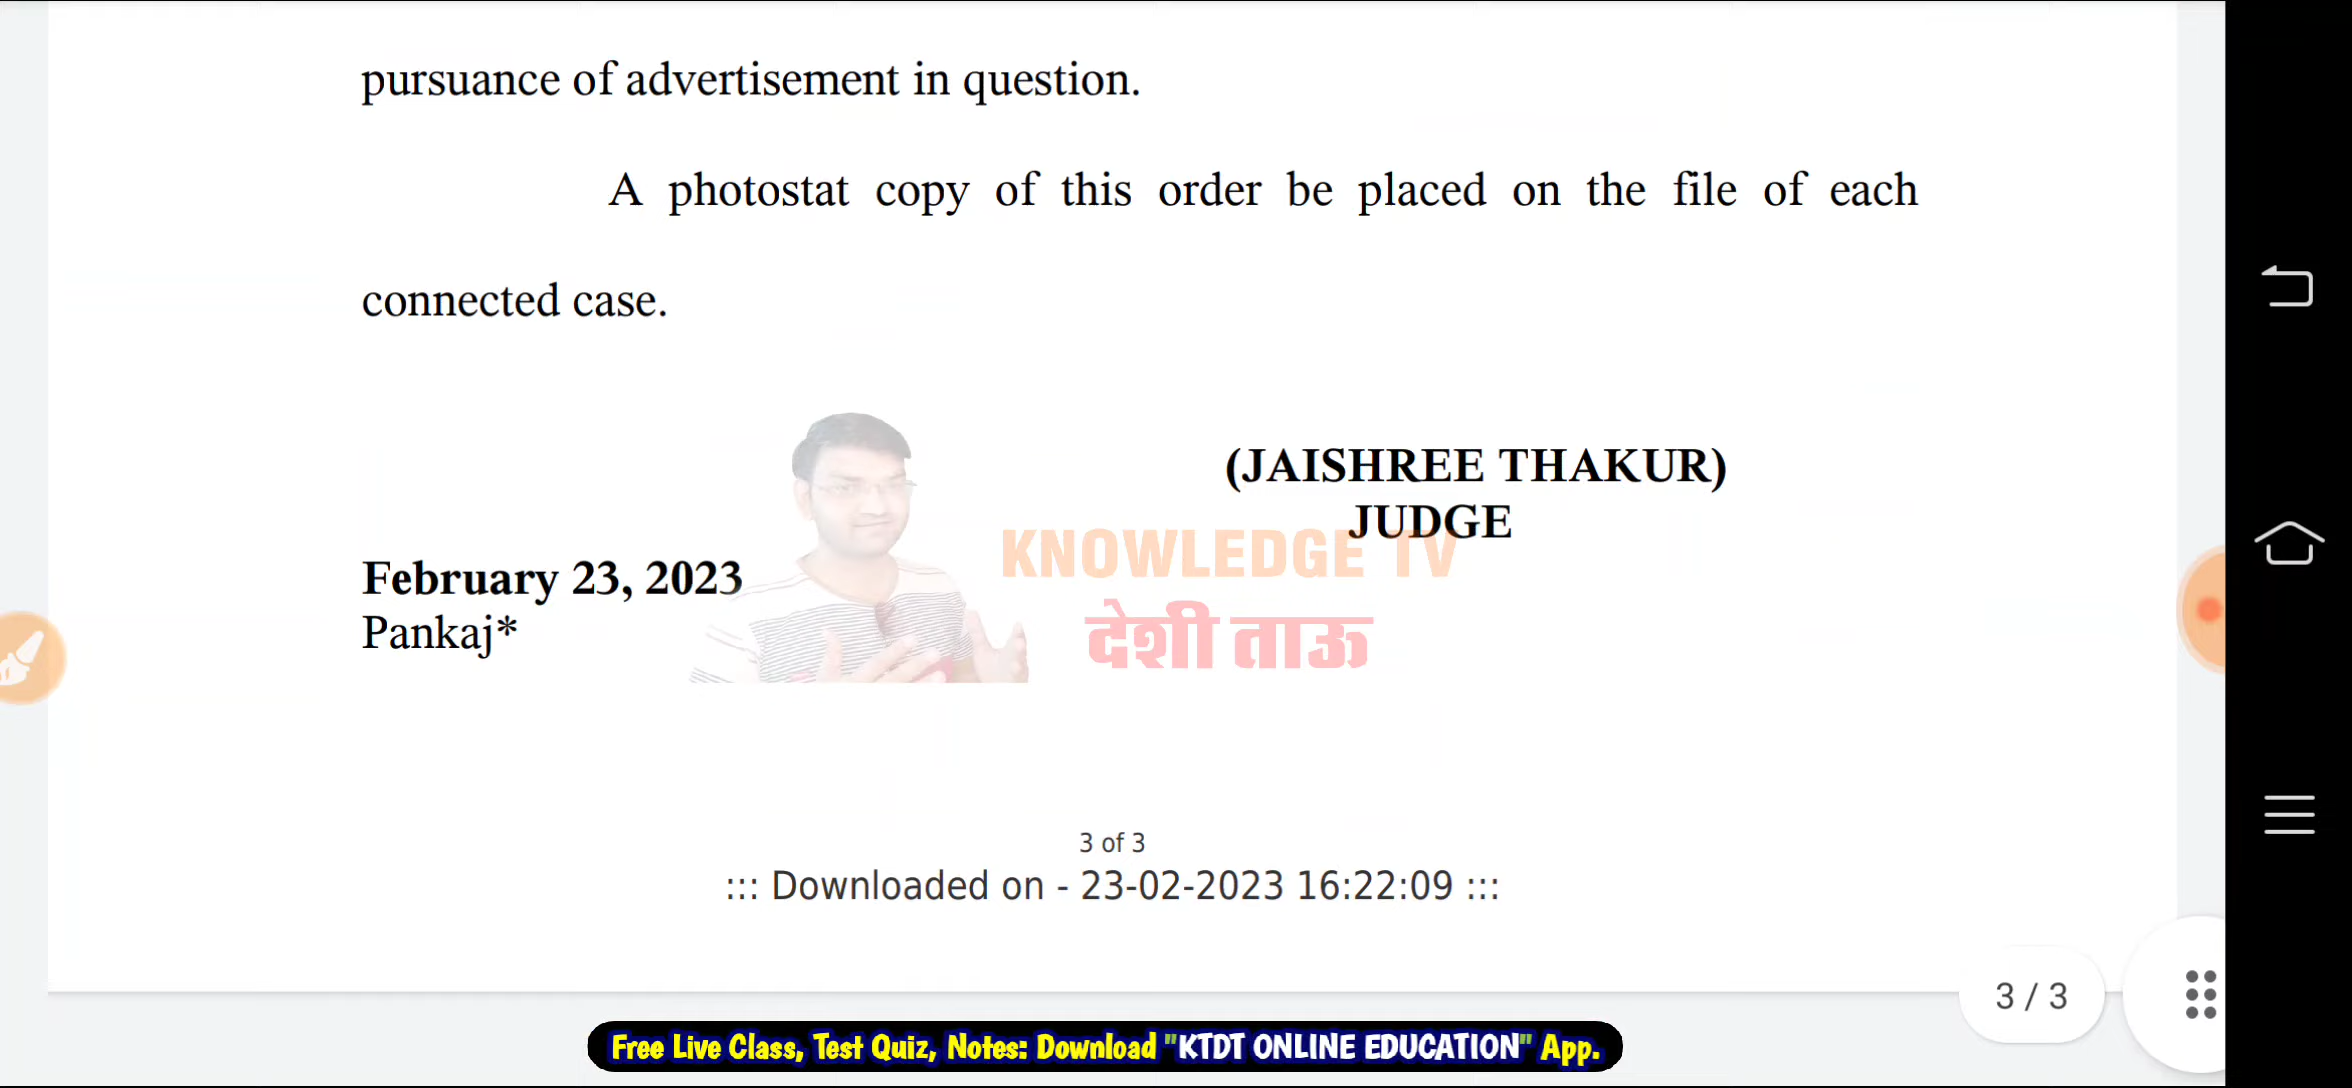 pursuance of advertisement in question.
A photostat copy of this order be placed on the file of each
connected case.
(JAISHREE THAKUR)
JUDGE
KNOWLEDGE TV
February 23, 2023
Pankaj*
देशी ताऊ
3 of 3
::: Downloaded on - 23-02-2023 16:22:09 :::
3 / 3
Free Live Class, Test Quiz, Notes: Download "KTDT ONLINE EDUCATION" App.